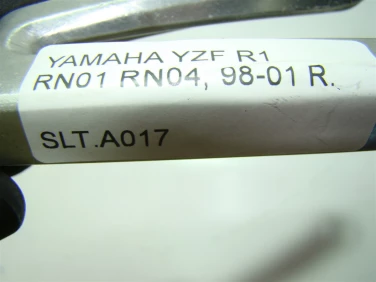 YAMAHA YZF R1
RN01 RN04, 98-01 R.
SLT.A017